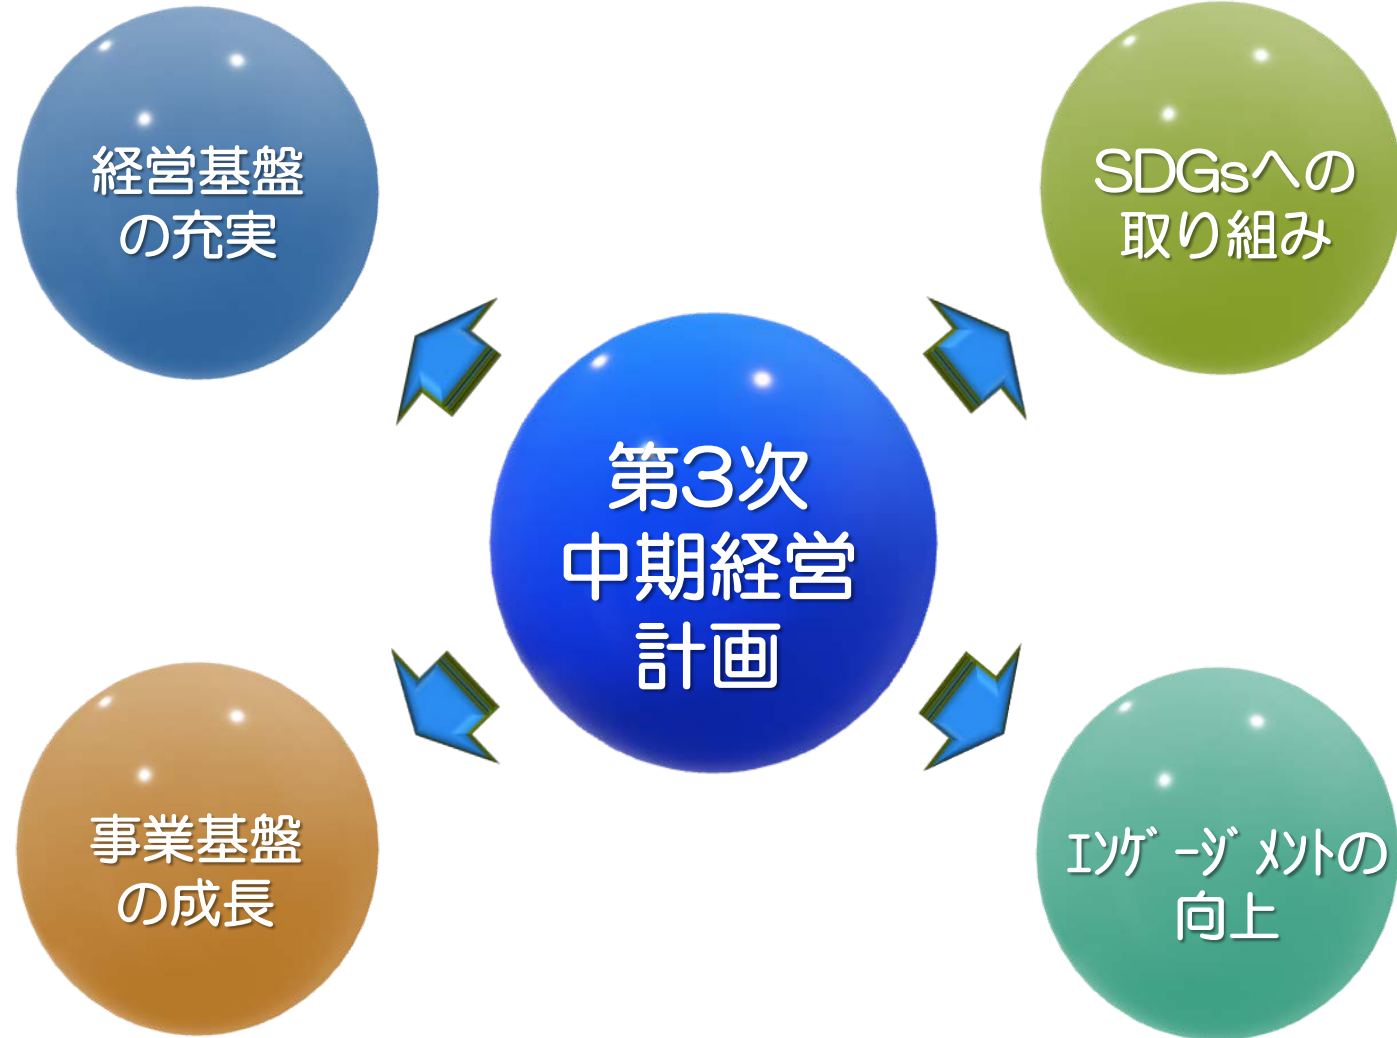 経営基盤
の充実
SDGsへの
取り組み
第3次
中期経営
計画
事業基盤
の成長
ｴﾝｹﾞｰｼﾞﾒﾝﾄの
向上